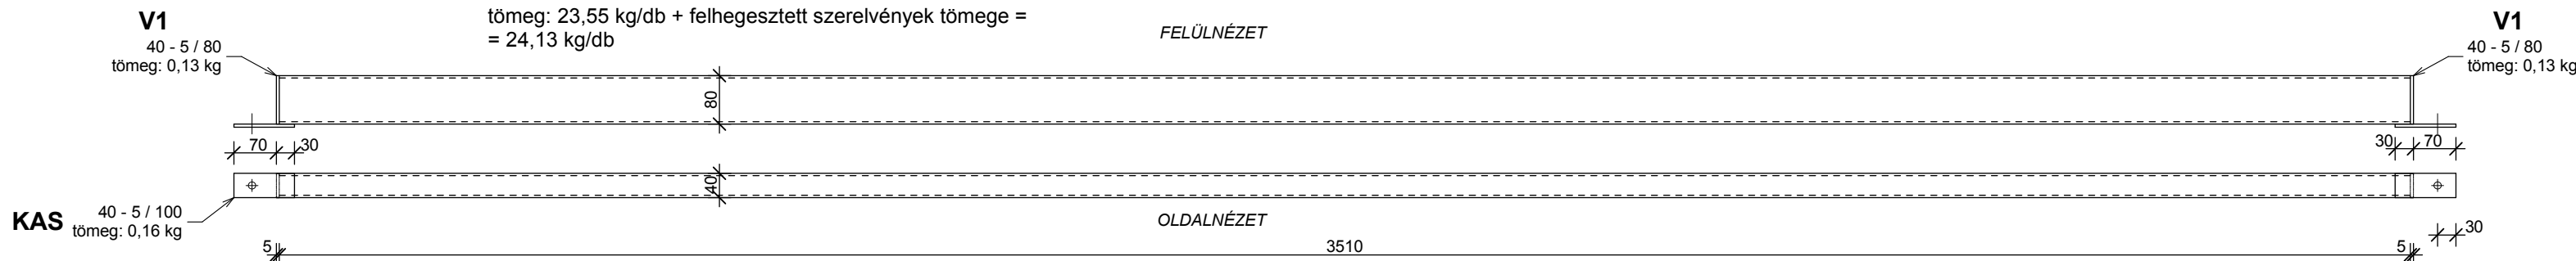 tömeg: 23,55 kg/db + felhegesztett szerelvények tömege =
= 24,13 kg/db
V1
40 - 5 / 80
tömeg: 0,13 kg
FELÜLNÉZET
V1
40 - 5 / 80
tömeg: 0,13 kg
80
70
30
30
70
40
KAS
40 - 5 / 100
tömeg: 0,16 kg
OLDALNÉZET
30
5
3510
5